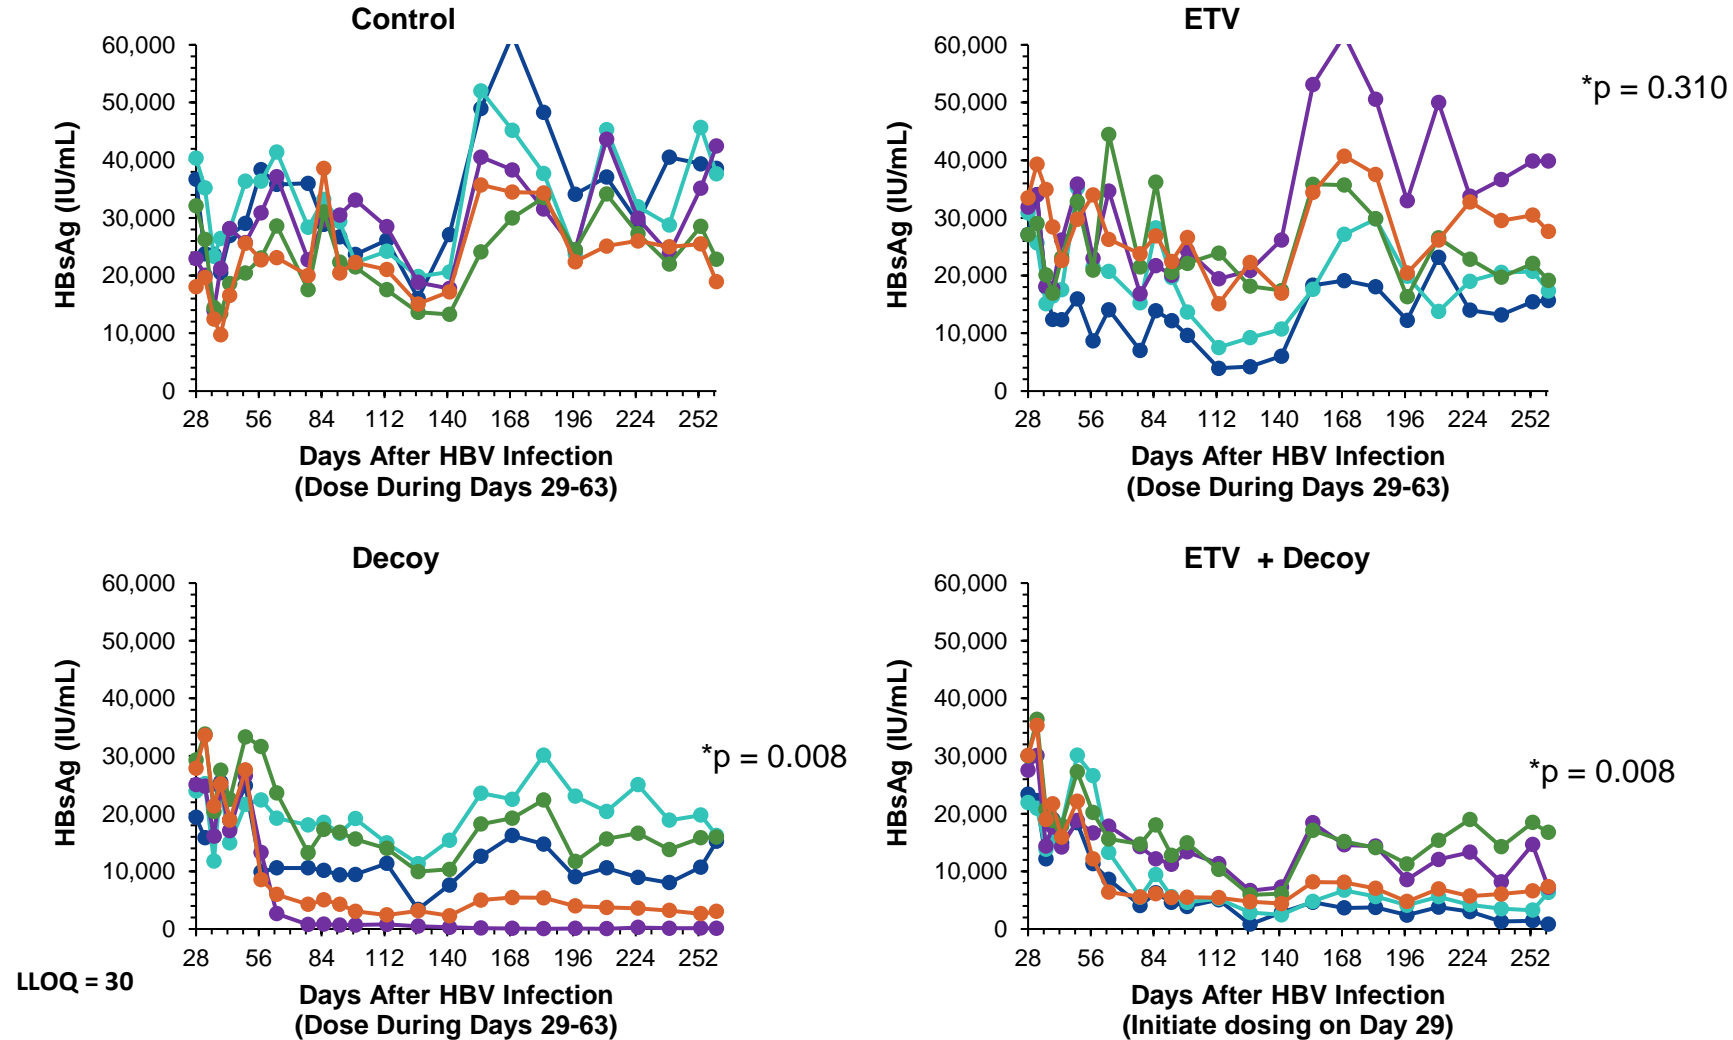 Control
HBsAg (IU/mL)
60,000
50,000
40,000
30,000
20,000
10,000
0
28 56 84 112 140 168 196 224 252
Days After HBV Infection
(Dose During Days 29-63)
ETV
*p = 0.310
HBsAg (IU/mL)
60,000
50,000
40,000
30,000
20,000
10,000
0
28 56 84 112 140 168 196 224 252
Days After HBV Infection
(Dose During Days 29-63)
Decoy
*p = 0.008
HBsAg (IU/mL)
60,000
50,000
40,000
30,000
20,000
10,000
0
28 56 84 112 140 168 196 224 252
LLOQ = 30
Days After HBV Infection
(Dose During Days 29-63)
ETV + Decoy
*p = 0.008
HBsAg (IU/mL)
60,000
50,000
40,000
30,000
20,000
10,000
0
28 56 84 112 140 168 196 224 252
Days After HBV Infection
(Initiate dosing on Day 29)